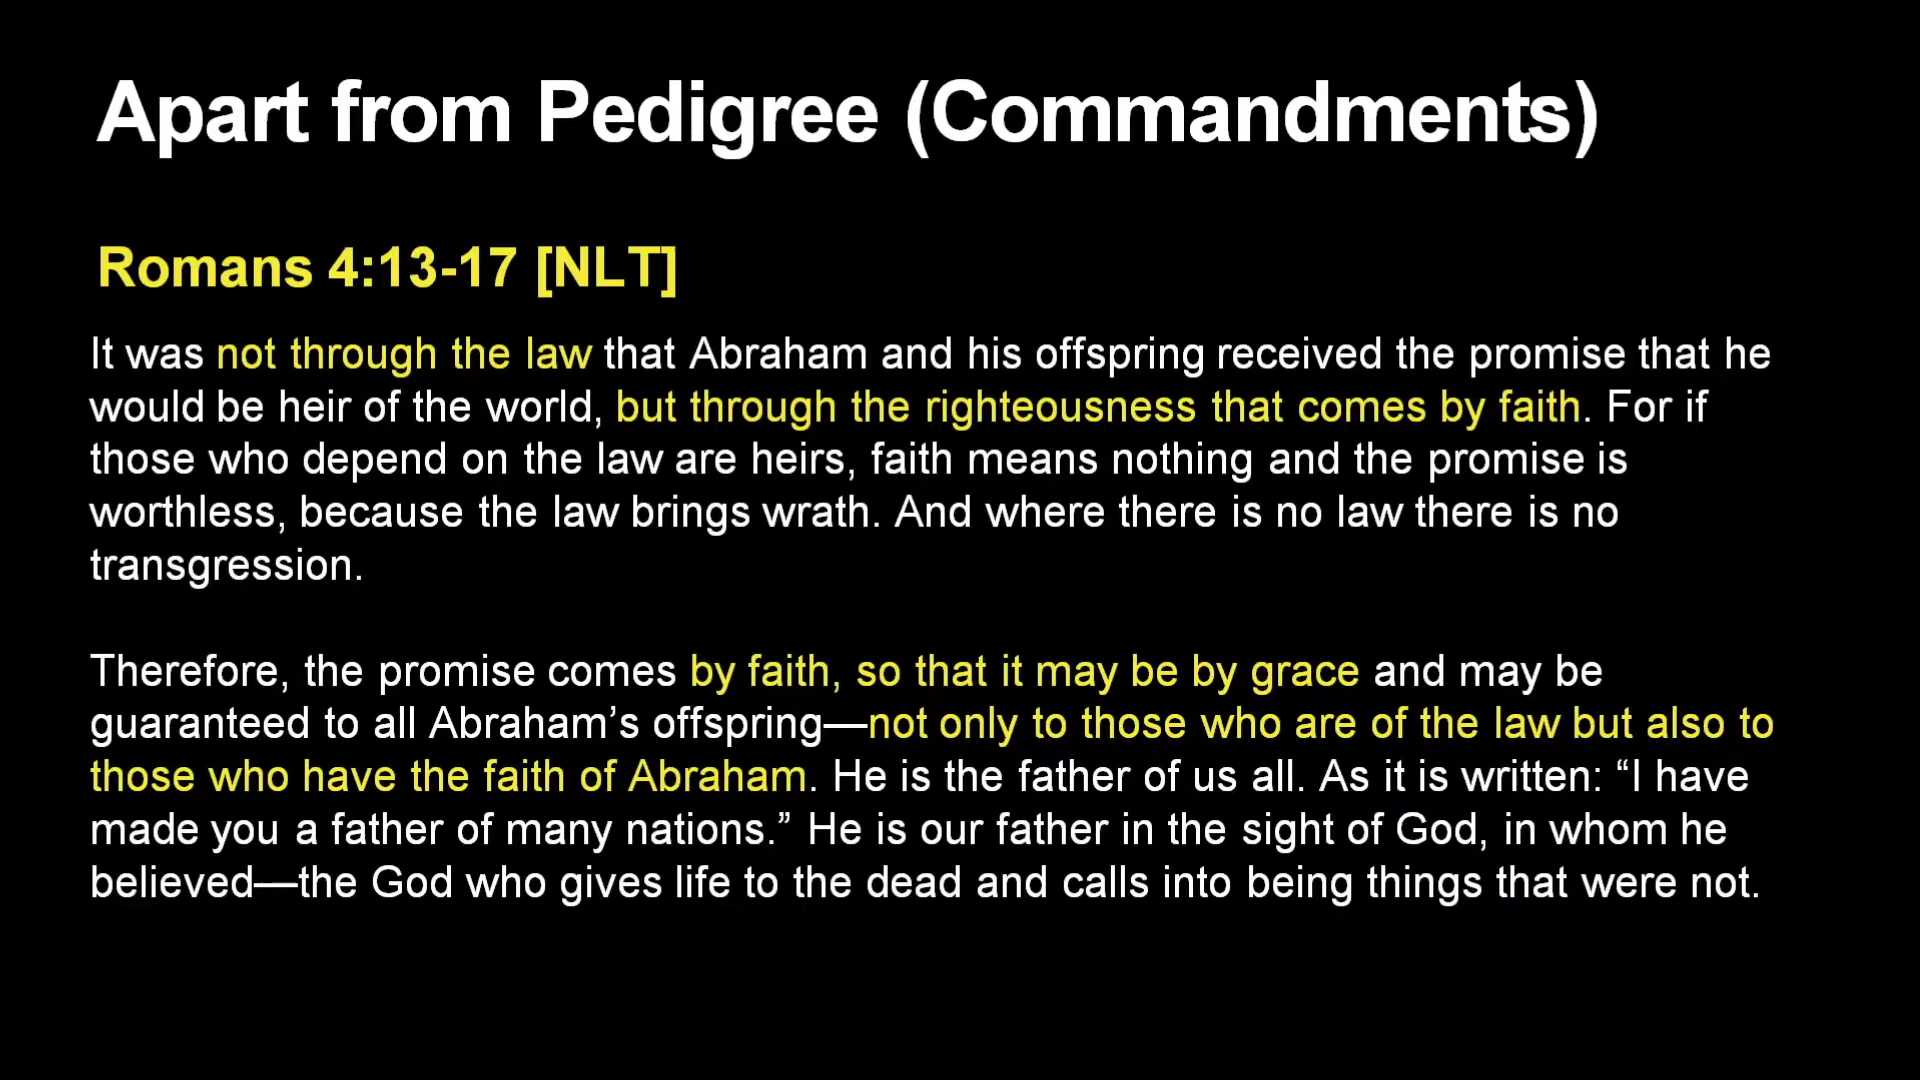 Apart from Pedigree (Commandments)
Romans 4:13-17 [NLT]
It was not through the law that Abraham and his offspring received the promise that he
would be heir of the world, but through the righteousness that comes by faith. For if
those who depend on the law are heirs, faith means nothing and the promise is
worthless, because the law brings wrath. And where there is no law there is no
transgression.
Therefore, the promise comes by faith, so that it may be by grace and may be
guaranteed to all Abraham’s offspring—not only to those who are of the law but also to
those who have the faith of Abraham. He is the father of us all. As it is written: “I have
made you a father of many nations.” He is our father in the sight of God, in whom he
believed—the God who gives life to the dead and calls into being things that were not.